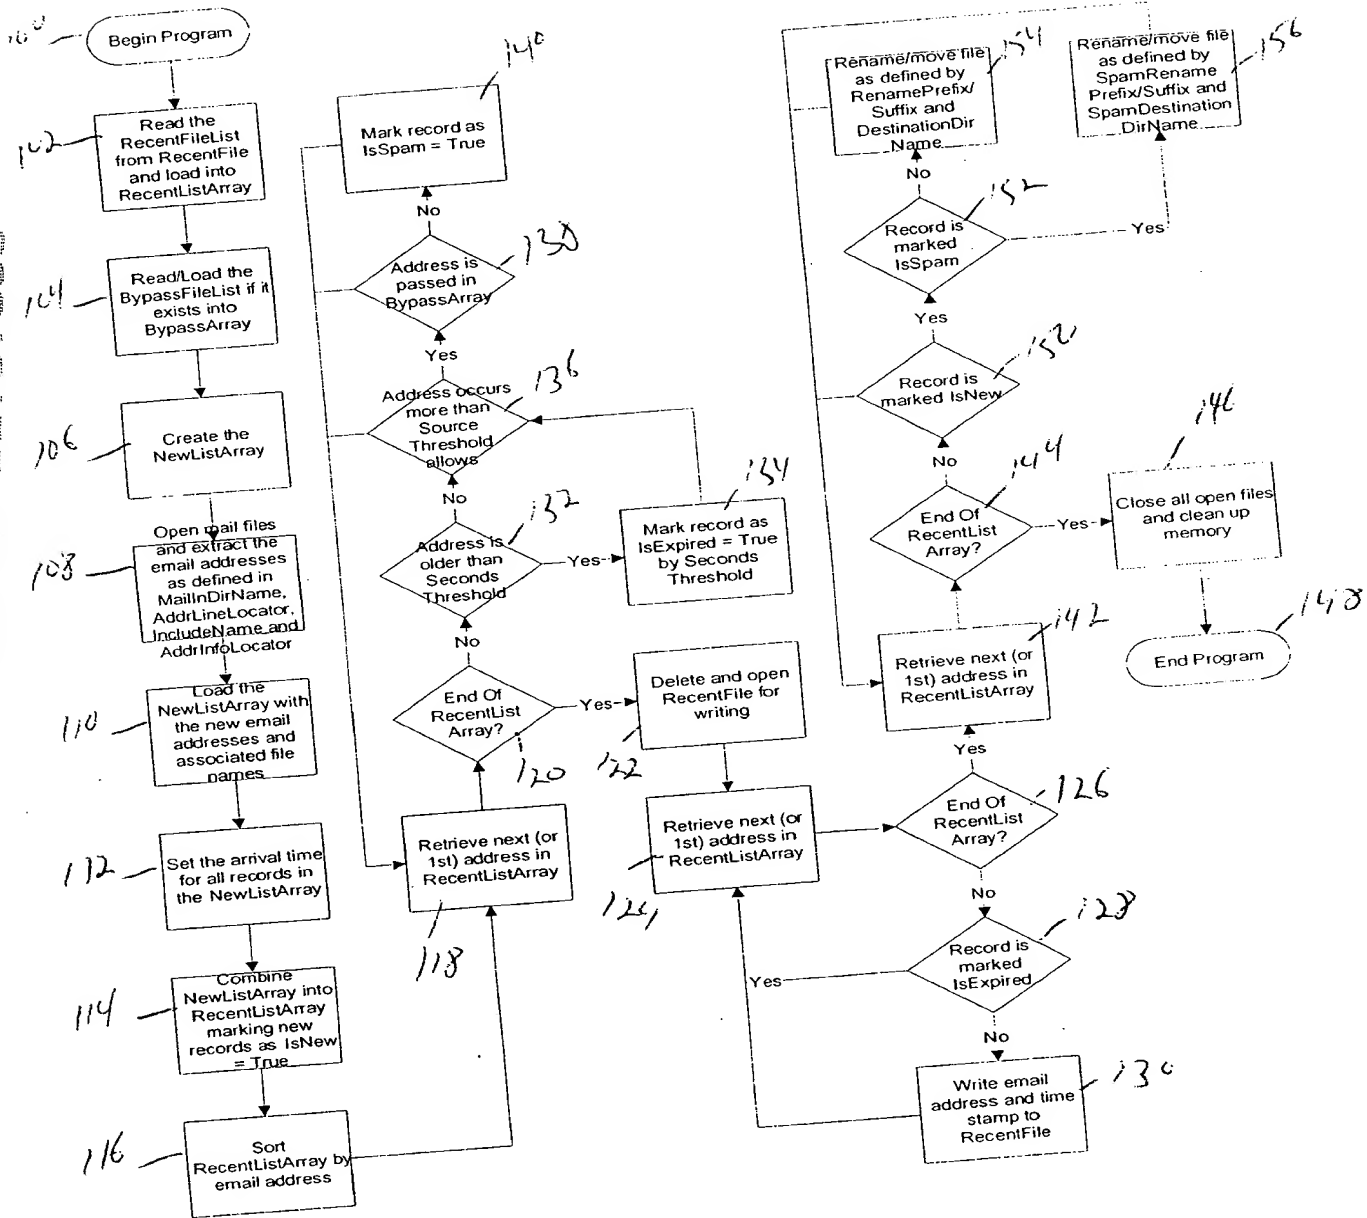 100
Begin Program
102
Read the
RecentFileList
from RecentFile
and load into
RecentListArray
104
Read/Load the
BypassFileList if it
exists into
BypassArray
106
Create the
NewListArray
108
Open mail files
and extract the
email addresses
as defined in
MailInDirName,
AddrLineLocator,
IncludeName and
AddrInfoLocator
110
Load the
NewListArray with
the new email
addresses and
associated file
names
112
Set the arrival time
for all records in
the NewListArray
114
Combine
NewListArray into
RecentListArray
marking new
records as IsNew
= True
116
Sort
RecentListArray by
email address
140
Mark record as
IsSpam = True
No
138
Address is
passed in
BypassArray
Yes
136
Address occurs
more than
Source
Threshold
allows
No
132
Address is
older than
Seconds
Threshold
Yes
134
Mark record as
IsExpired = True
by Seconds
Threshold
No
End Of
RecentList
Array?
120
Yes
Delete and open
RecentFile for
writing
122
Retrieve next (or
1st) address in
RecentListArray
118
Retrieve next (or
1st) address in
RecentListArray
124
154
Rename/move file
as defined by
RenamePrefix/
Suffix and
DestinationDir
Name
156
Rename/move file
as defined by
SpamRename
Prefix/Suffix and
SpamDestination
DirName
No
152
Record is
marked
IsSpam
Yes
Yes
Record is
marked IsNew
No
144
End Of
RecentList
Array?
Yes
146
Close all open files
and clean up
memory
148
End Program
142
Retrieve next (or
1st) address in
RecentListArray
Yes
126
End Of
RecentList
Array?
No
128
Record is
marked
IsExpired
Yes
No
130
Write email
address and time
stamp to
RecentFile